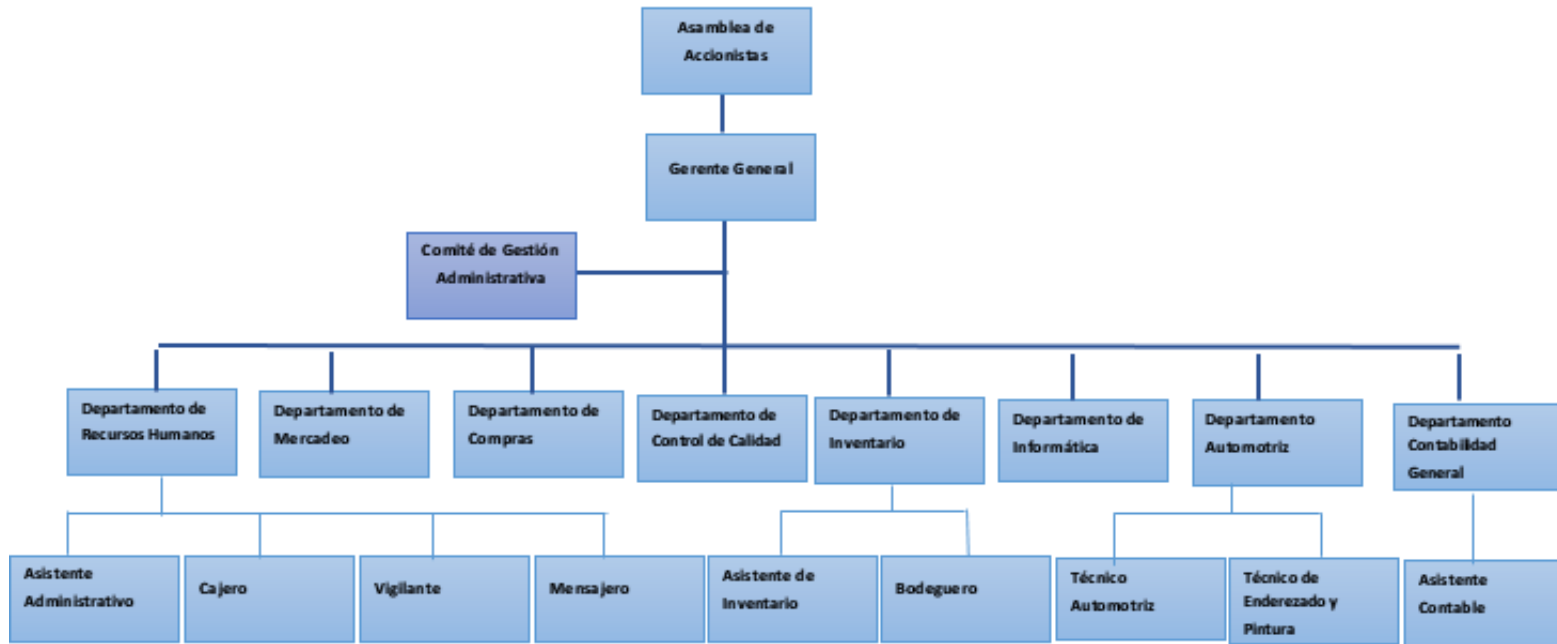 Asamblea de
Accionistas
Gerente General
Comité de Gestión
Administrativa
Departamento de
Recursos Humanos
Departamento de
Mercadeo
Departamento de
Compras
Departamento de
Control de Calidad
Departamento de
Inventario
Departamento de
Informática
Departamento
Automotriz
Departamento
Contabilidad
General
Asistente
Administrativo
Cajero
Vigilante
Mensajero
Asistente de
Inventario
Bodeguero
Técnico
Automotriz
Técnico de
Enderezado y
Pintura
Asistente
Contable